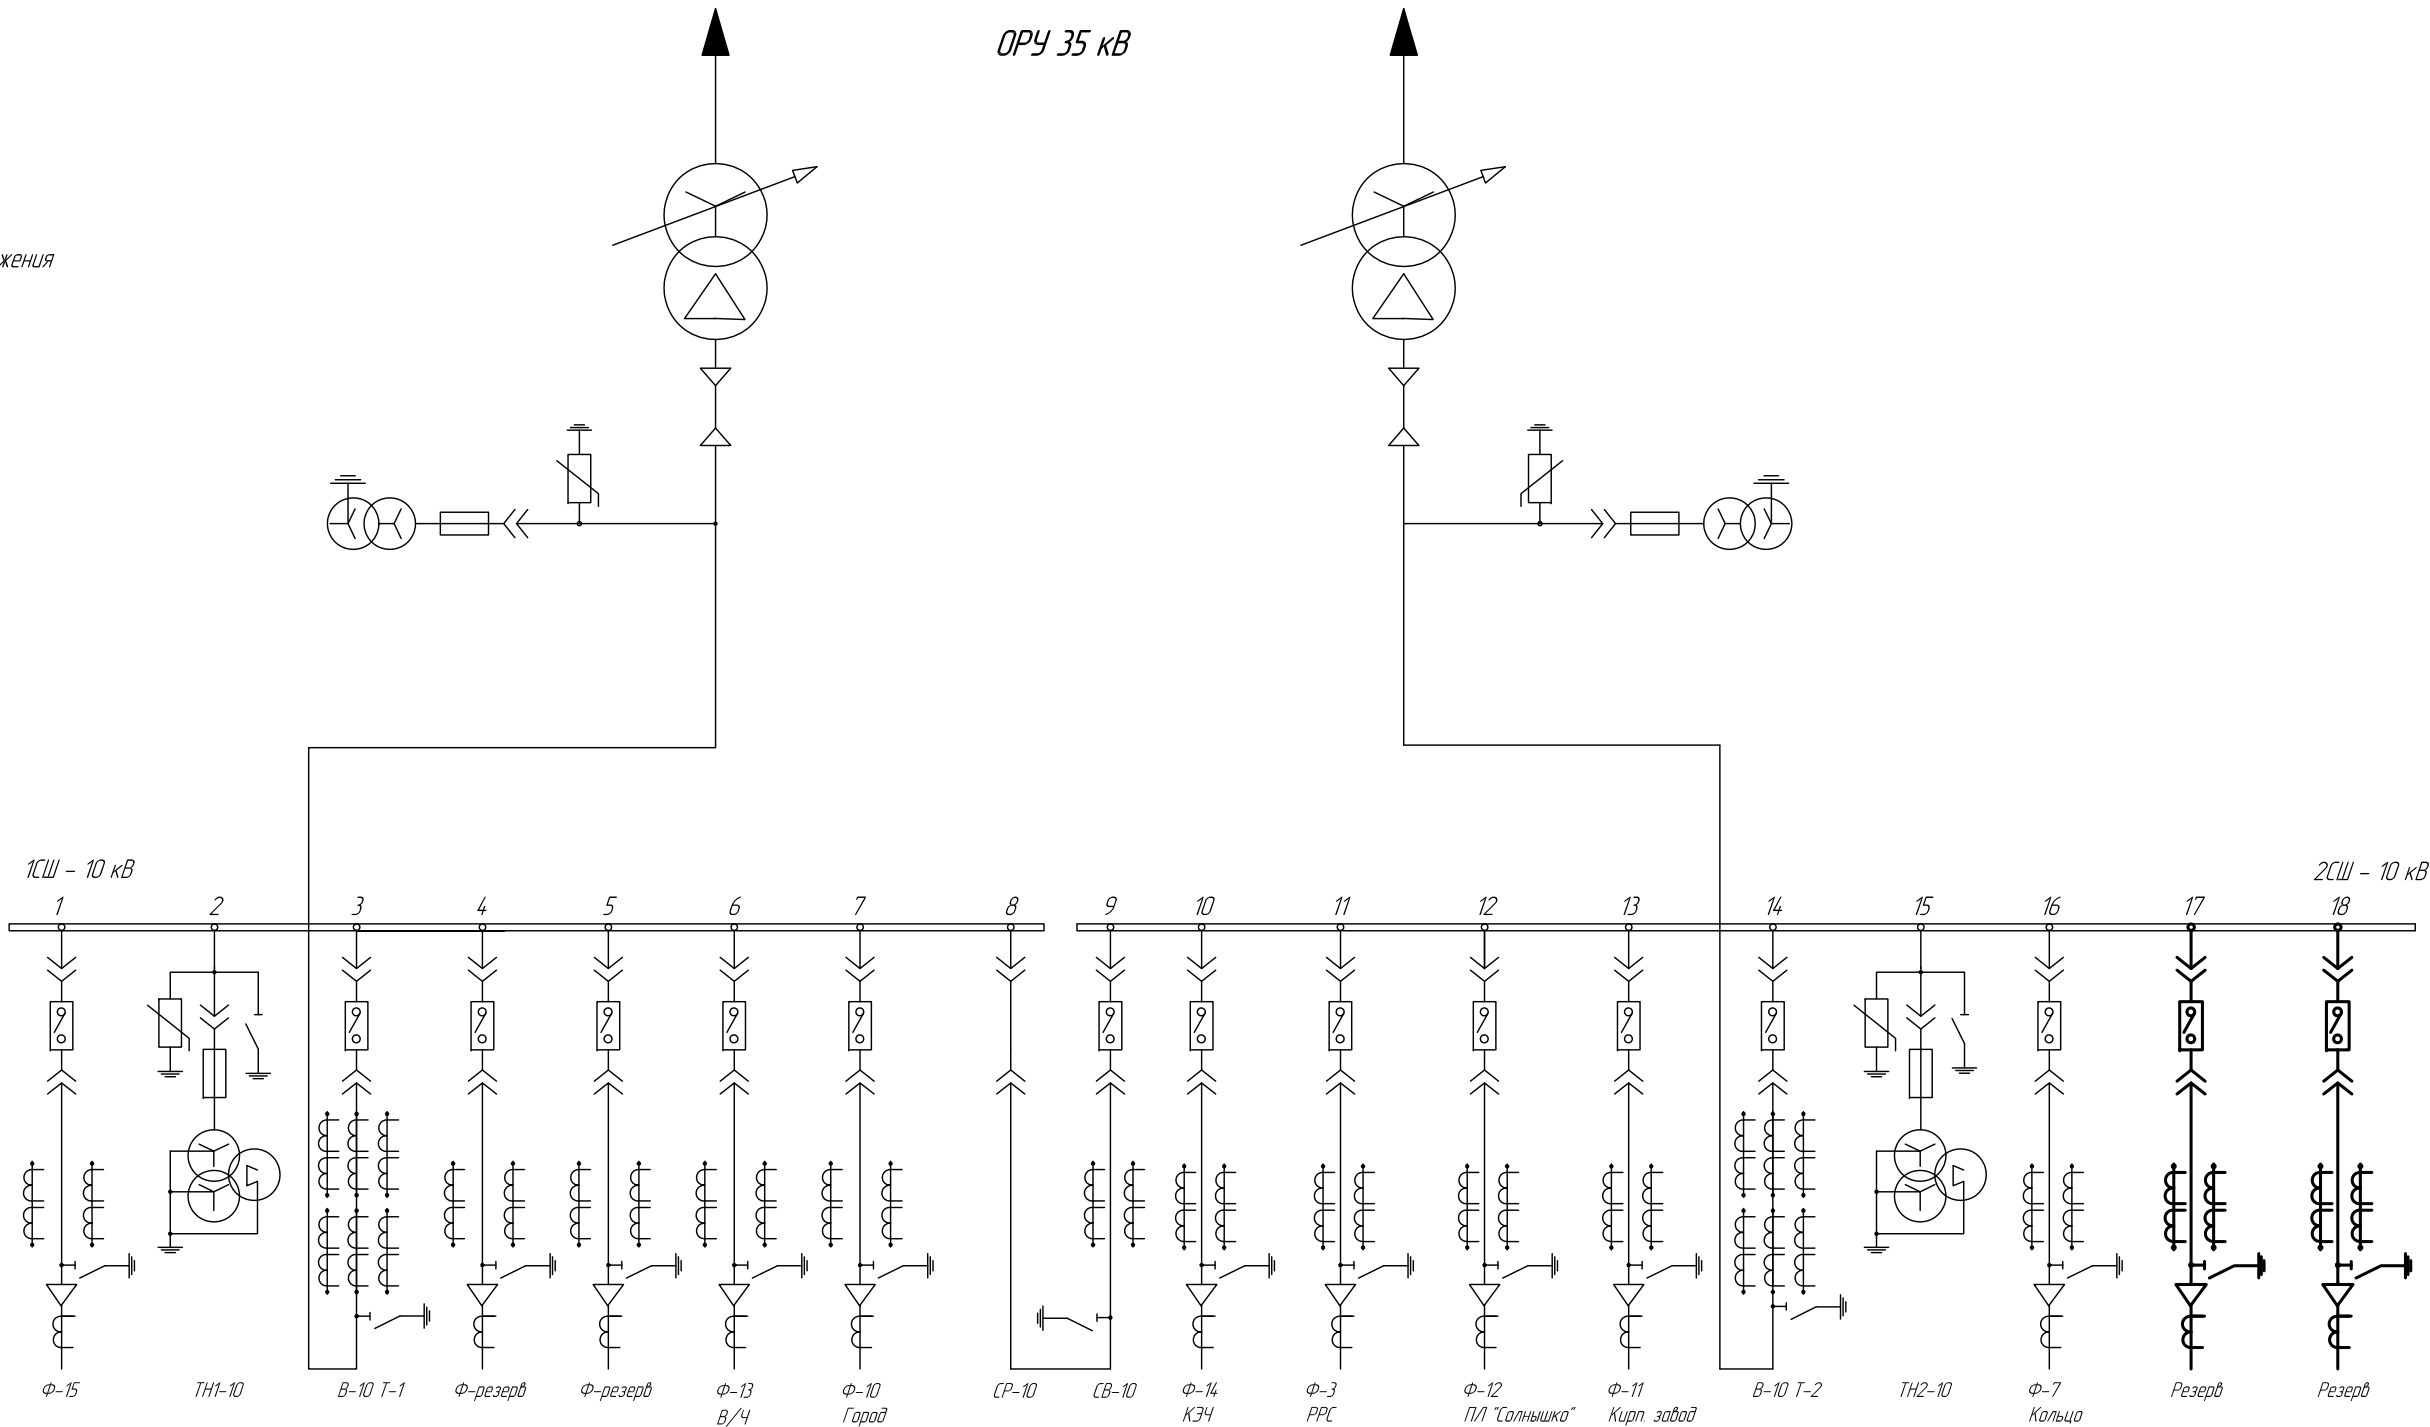 ОРУ 35 кВ
жения
1СШ – 10 кВ
2СШ – 10 кВ
1 2 3 4 5 6 7 8 9 10 11 12 13 14 15 16 17 18
Ф-15 ТН1-10 В-10 Т-1 Ф-резерв Ф-резерв Ф-13 Ф-10 СР-10 СВ-10 Ф-14 Ф-3 Ф-12 Ф-11 В-10 Т-2 ТН2-10 Ф-7 Резерв Резерв
В/Ч Город КЭЧ РРС ПЛ "Солнышко" Кирп. завод Кольцо